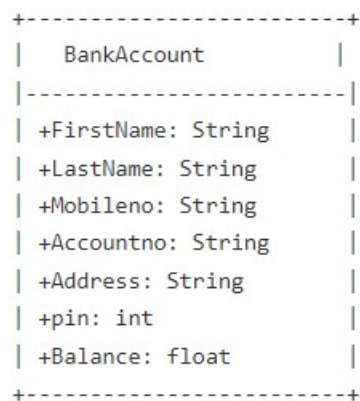 +--------------------------+
|   BankAccount           |
|--------------------------|
| +FirstName: String       |
| +LastName: String        |
| +Mobileno: String        |
| +Accountno: String       |
| +Address: String         |
| +pin: int                |
| +Balance: float          |
+--------------------------+